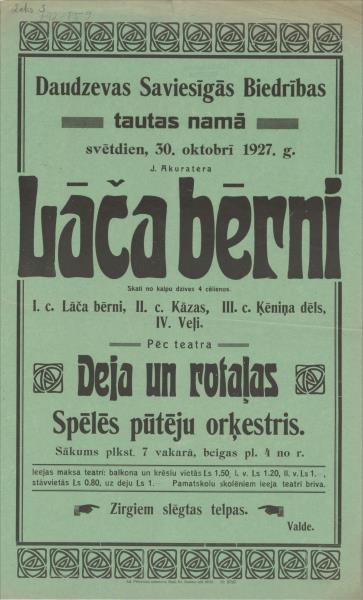 Daudzevas Saviesīgās Biedrības
tautas namā
svētdien, 30. oktobrī 1927. g.
J. Akuratera
Lāča bērni
Skati no kalpu dzīves 4 cēlienos.
I. c. Lāča bērni, II. c. Kāzas, III. c. Ķēniņa dēls,
IV. Veļi.
Pēc teatra
Deja un rotaļas
Spēlēs pūtēju orķestris.
Sākums plkst. 7 vakarā, beigas pl. 4 no r.
Ieejas maksa teatrī: balkona un krēslu vietās Ls 1.50, I. v. Ls 1.20, II. v. Ls 1.-,
stāvvietās Ls 0.80, uz deju Ls 1.- Pamatskolu skolēniem ieeja teatrī brīva.
Zirgiem slēgtas telpas.
Valde.